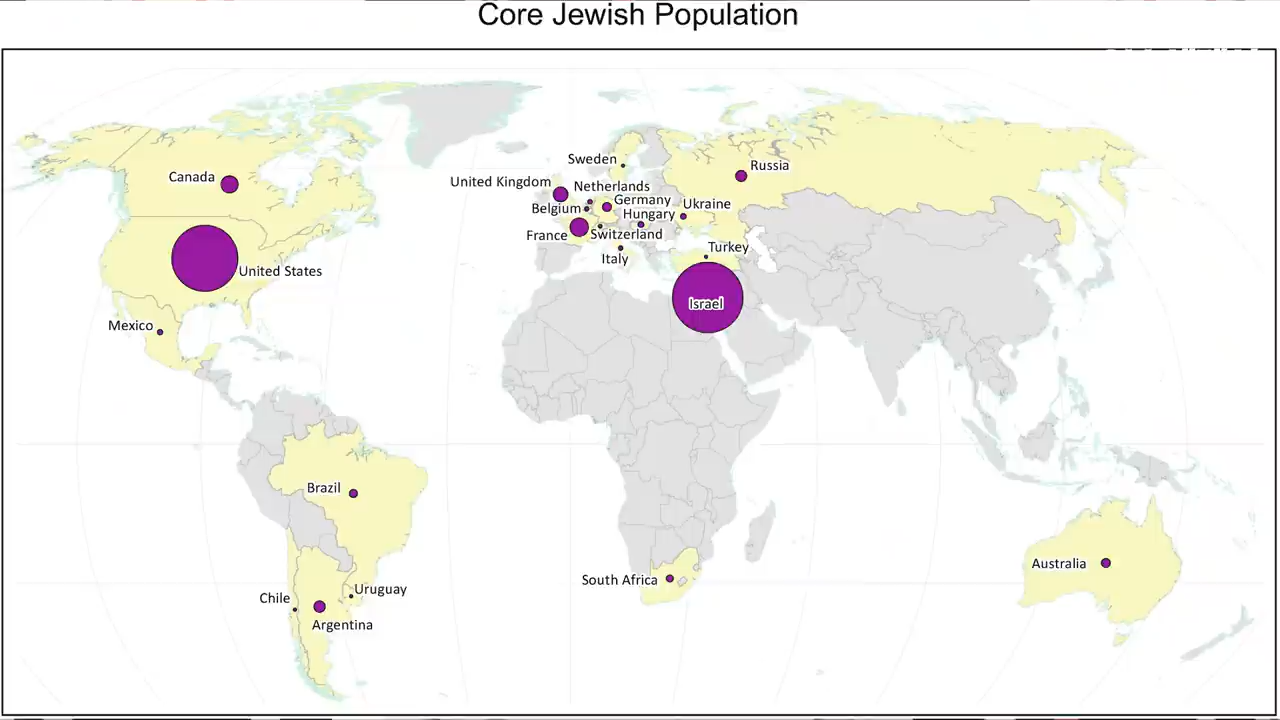 Core Jewish Population
Sweden
Russia
Canada
United Kingdom
Netherlands
Germany
Belgium
Ukraine
Hungary
France
Switzerland
Turkey
Italy
United States
Israel
Mexico
Brazil
Australia
South Africa
Uruguay
Chile
Argentina